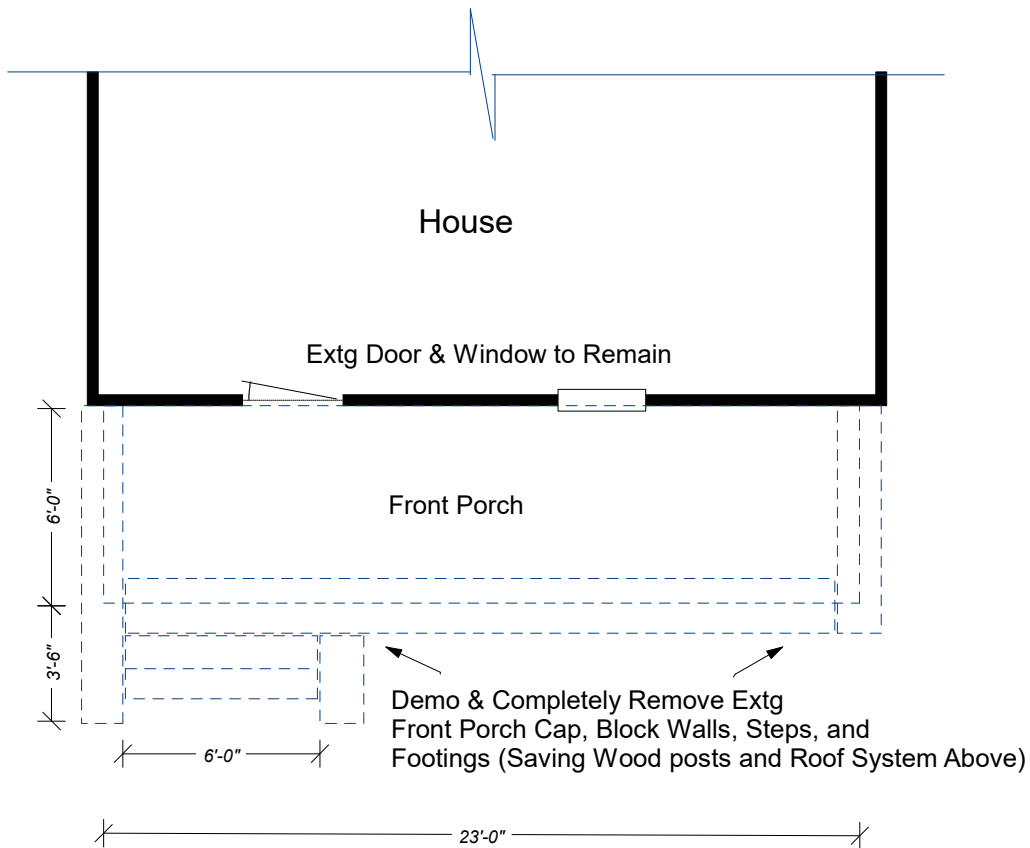 House
Extg Door & Window to Remain
Front Porch
6'-0"
3'-6"
Demo & Completely Remove Extg
Front Porch Cap, Block Walls, Steps, and
Footings (Saving Wood posts and Roof System Above)
6'-0"
23'-0"